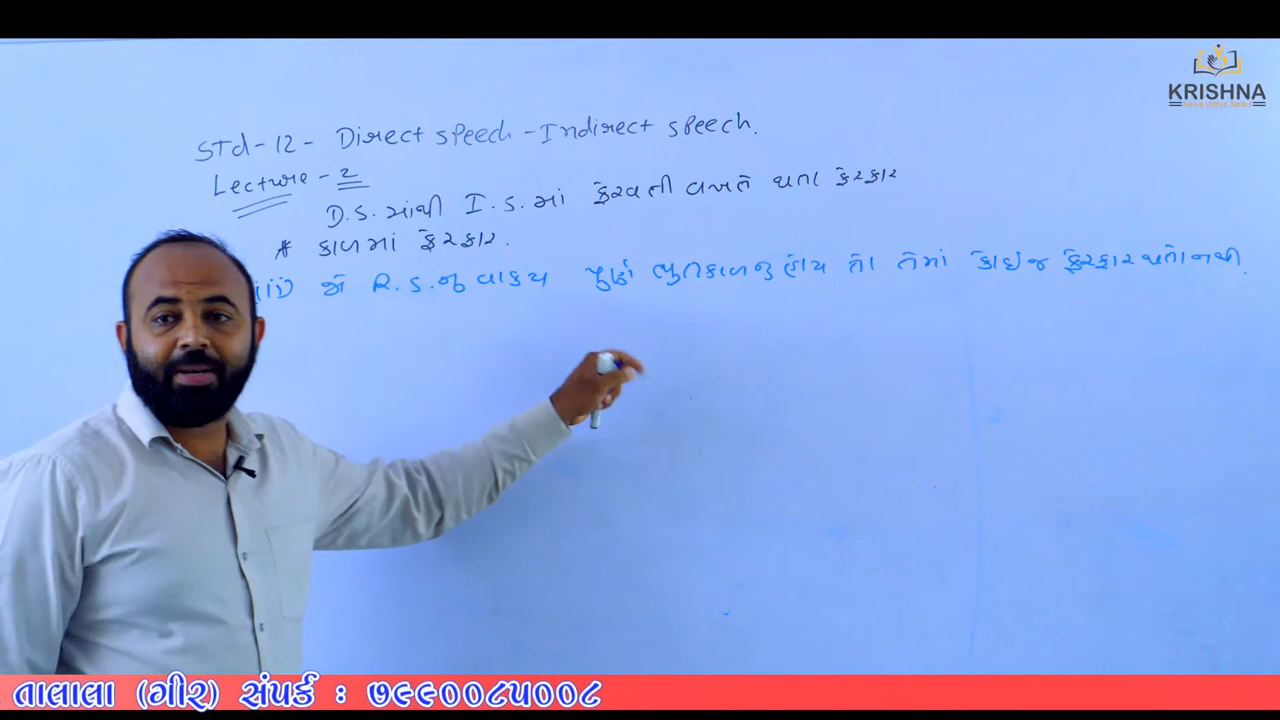 KRISHNA
Std-12- Direct speech-Indirect speech.
Lecture-2
D.S.માંથી I.S.માં ફેરવતી વખતે થતા ફેરફાર
* કાળમાં ફેરફાર.
(iii) જો R.S.નુ વાક્ય પુર્ણ ભુતકાળનુ હોય તો તેમાં કોઈજ ફેરફાર થતો નથી.
તાલાલા (ગીર) સંપર્ક : ૭૯૯૦૦૮૫૦૦૮